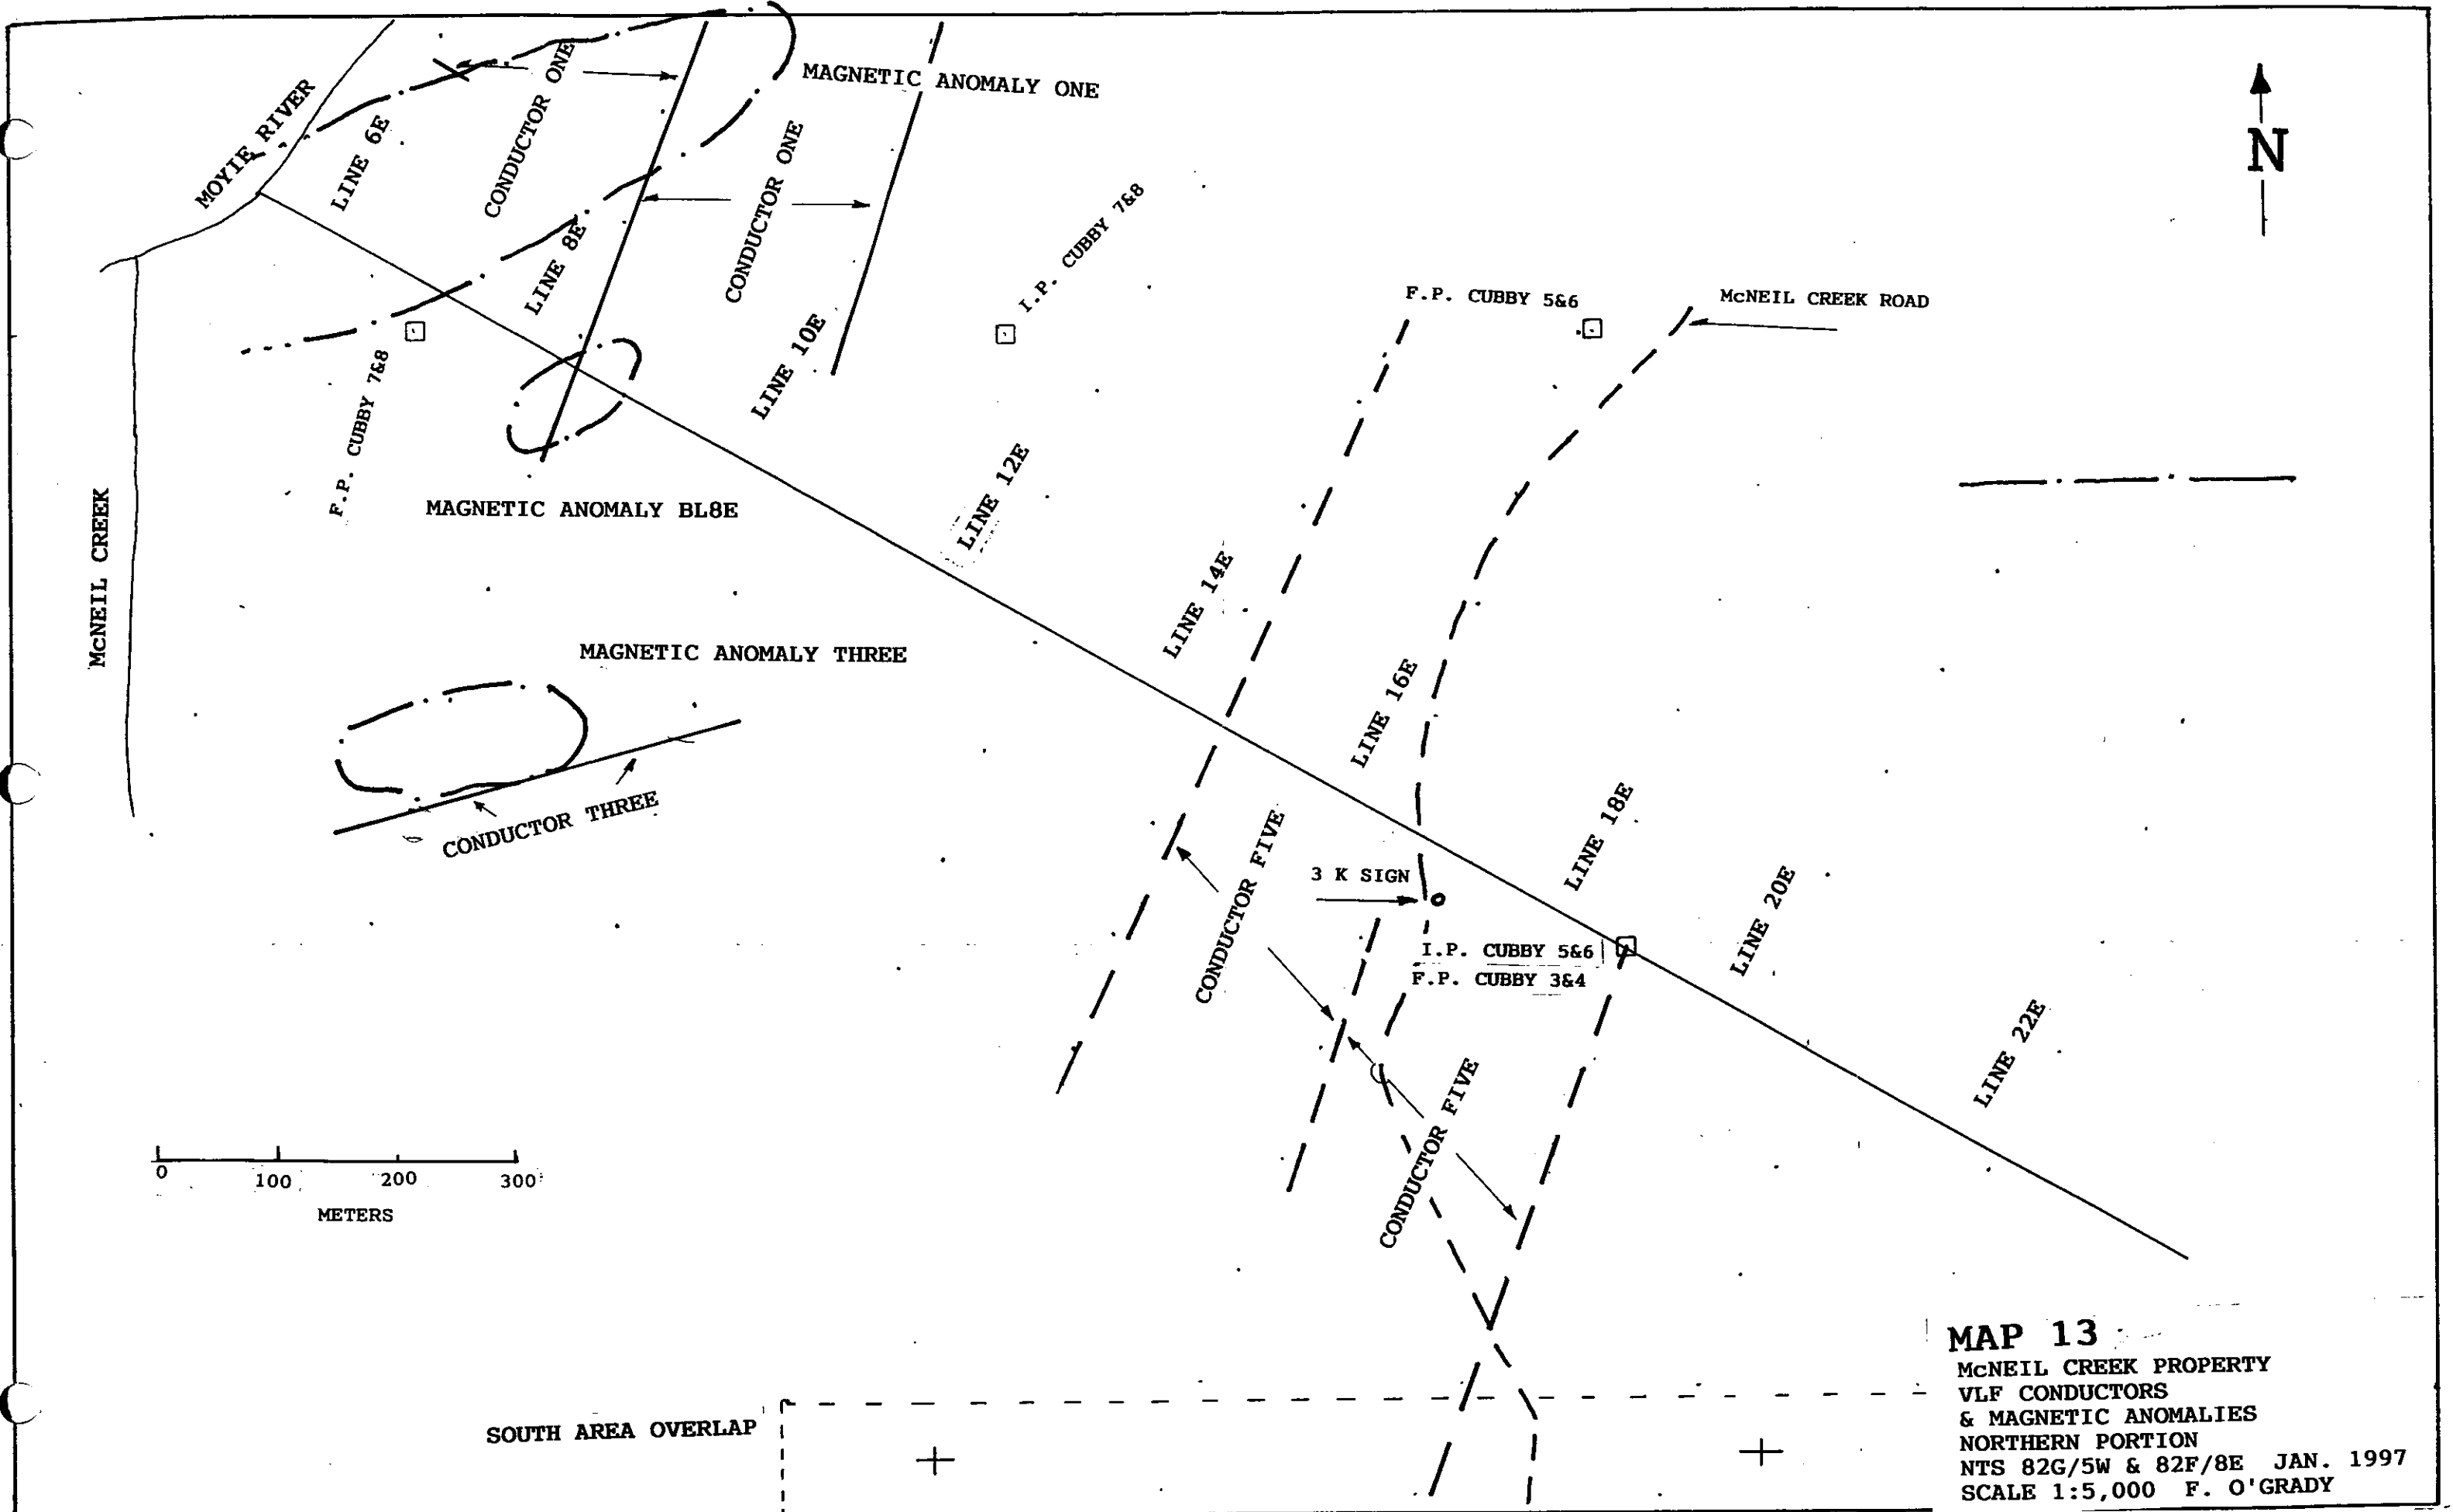 MAGNETIC ANOMALY ONE
MOYIE RIVER
LINE 6E
CONDUCTOR ONE
CONDUCTOR ONE
N
I.P. CUBBY 7&8
LINE 8E
F.P. CUBBY 5&6
McNEIL CREEK ROAD
LINE 10E
F.P. CUBBY 7&8
LINE 12E
MAGNETIC ANOMALY BL8E
McNEIL CREEK
LINE 14E
MAGNETIC ANOMALY THREE
LINE 16E
CONDUCTOR THREE
LINE 18E
CONDUCTOR FIVE
3 K SIGN
LINE 20E
I.P. CUBBY 5&6
F.P. CUBBY 3&4
LINE 22E
CONDUCTOR FIVE
0 100 200 300
METERS
SOUTH AREA OVERLAP
MAP 13
McNEIL CREEK PROPERTY
VLF CONDUCTORS
& MAGNETIC ANOMALIES
NORTHERN PORTION
NTS 82G/5W & 82F/8E JAN. 1997
SCALE 1:5,000 F. O'GRADY